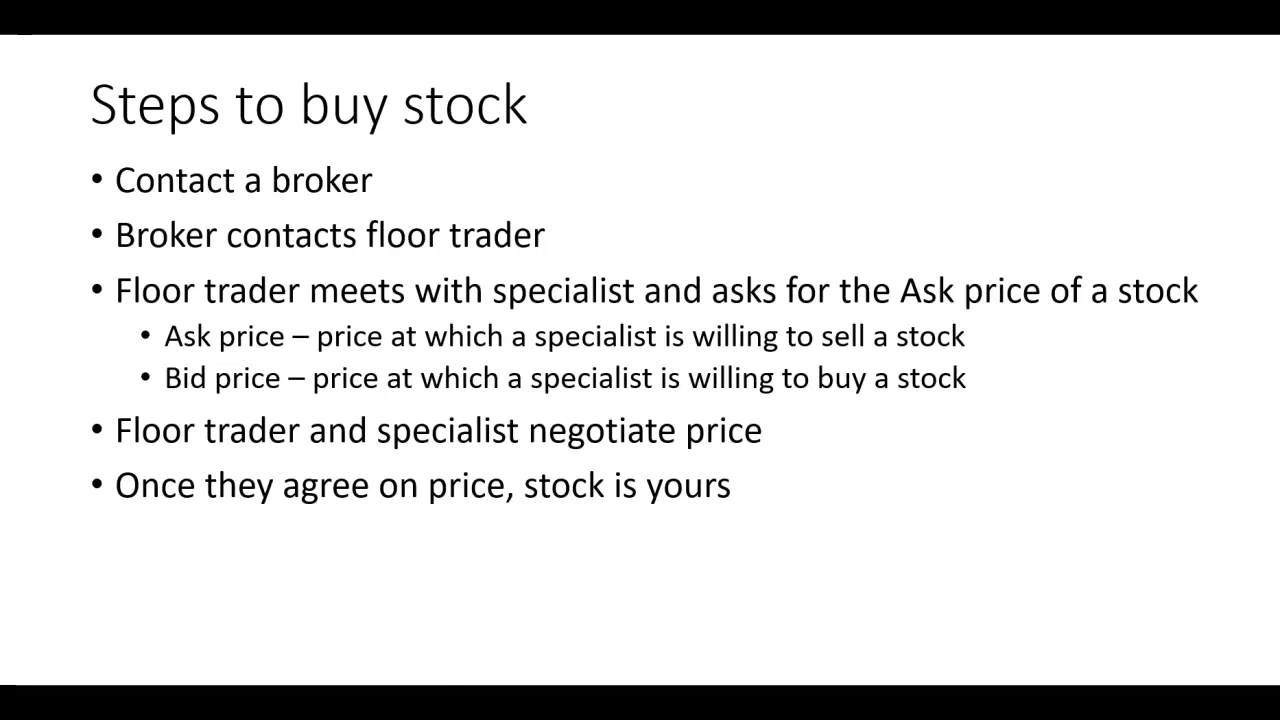 Steps to buy stock
• Contact a broker
• Broker contacts floor trader
• Floor trader meets with specialist and asks for the Ask price of a stock
• Ask price – price at which a specialist is willing to sell a stock
• Bid price – price at which a specialist is willing to buy a stock
• Floor trader and specialist negotiate price
• Once they agree on price, stock is yours